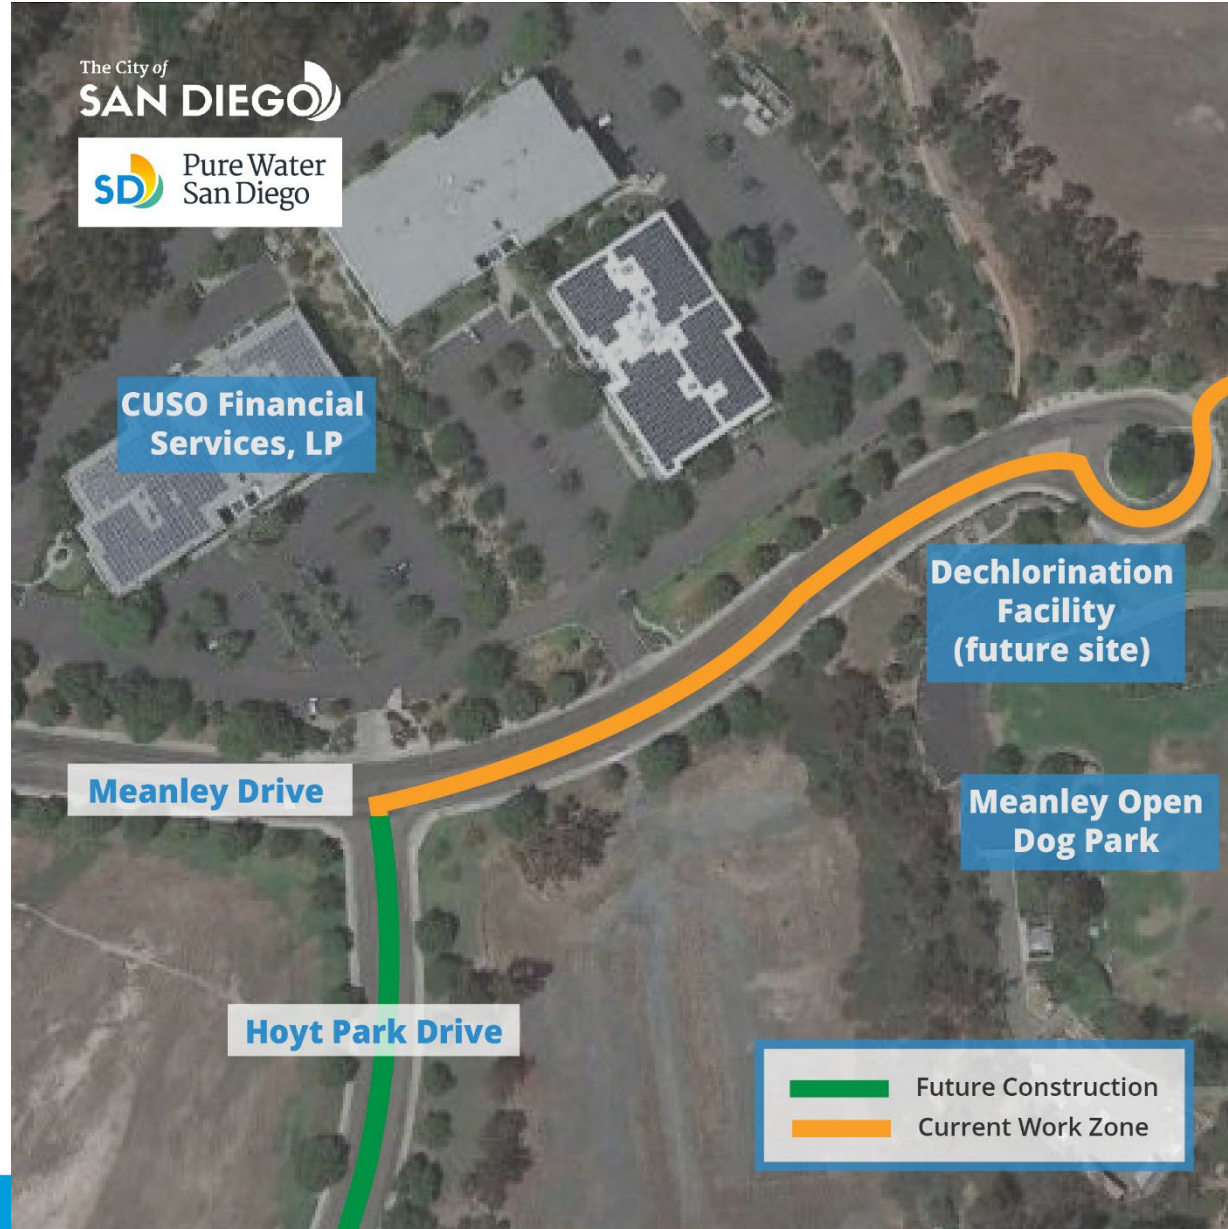 The City of
SAN DIEGO
SD
Pure Water
San Diego
CUSO Financial
Services, LP
Dechlorination
Facility
(future site)
Meanley Drive
Meanley Open
Dog Park
Hoyt Park Drive
Future Construction
Current Work Zone